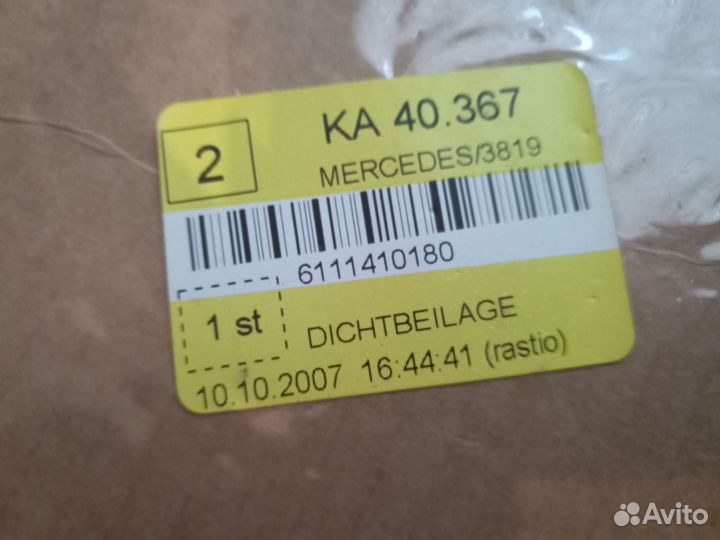 2
KA 40.367
MERCEDES/3819
6111410180
1 st
DICHTBEILAGE
10.10.2007 16:44:41 (rastio)
Avito